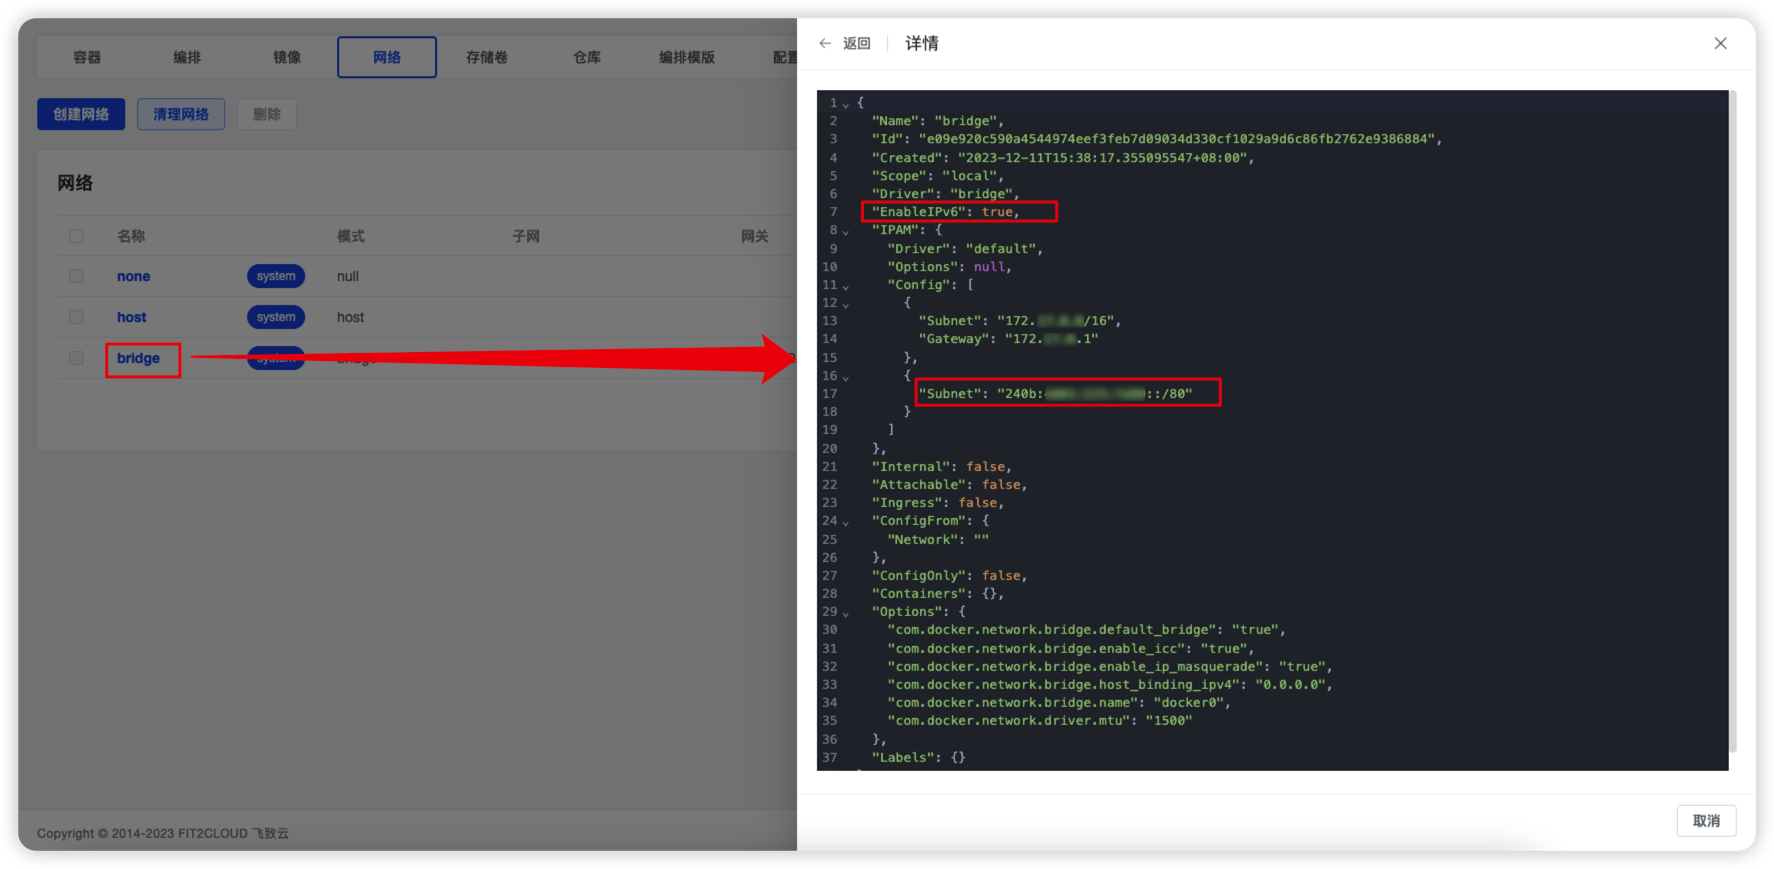 容器 编排 镜像 网络 存储卷 仓库 编排模版 配置
创建网络 清理网络 删除
网络
名称 模式 子网 网关
none system null
host system host
bridge system bridge
Copyright © 2014-2023 FIT2CLOUD 飞致云
返回 详情
1 {
2 "Name": "bridge",
3 "Id": "e09e920c590a4544974eef3feb7d09034d330cf1029a9d6c86fb2762e9386884",
4 "Created": "2023-12-11T15:38:17.355095547+08:00",
5 "Scope": "local",
6 "Driver": "bridge",
7 "EnableIPv6": true,
8 "IPAM": {
9 "Driver": "default",
10 "Options": null,
11 "Config": [
12 {
13 "Subnet": "172. /16",
14 "Gateway": "172. .1"
15 },
16 {
17 "Subnet": "240b: ::/80"
18 }
19 ]
20 },
21 "Internal": false,
22 "Attachable": false,
23 "Ingress": false,
24 "ConfigFrom": {
25 "Network": ""
26 },
27 "ConfigOnly": false,
28 "Containers": {},
29 "Options": {
30 "com.docker.network.bridge.default_bridge": "true",
31 "com.docker.network.bridge.enable_icc": "true",
32 "com.docker.network.bridge.enable_ip_masquerade": "true",
33 "com.docker.network.bridge.host_binding_ipv4": "0.0.0.0",
34 "com.docker.network.bridge.name": "docker0",
35 "com.docker.network.driver.mtu": "1500"
36 },
37 "Labels": {}
取消